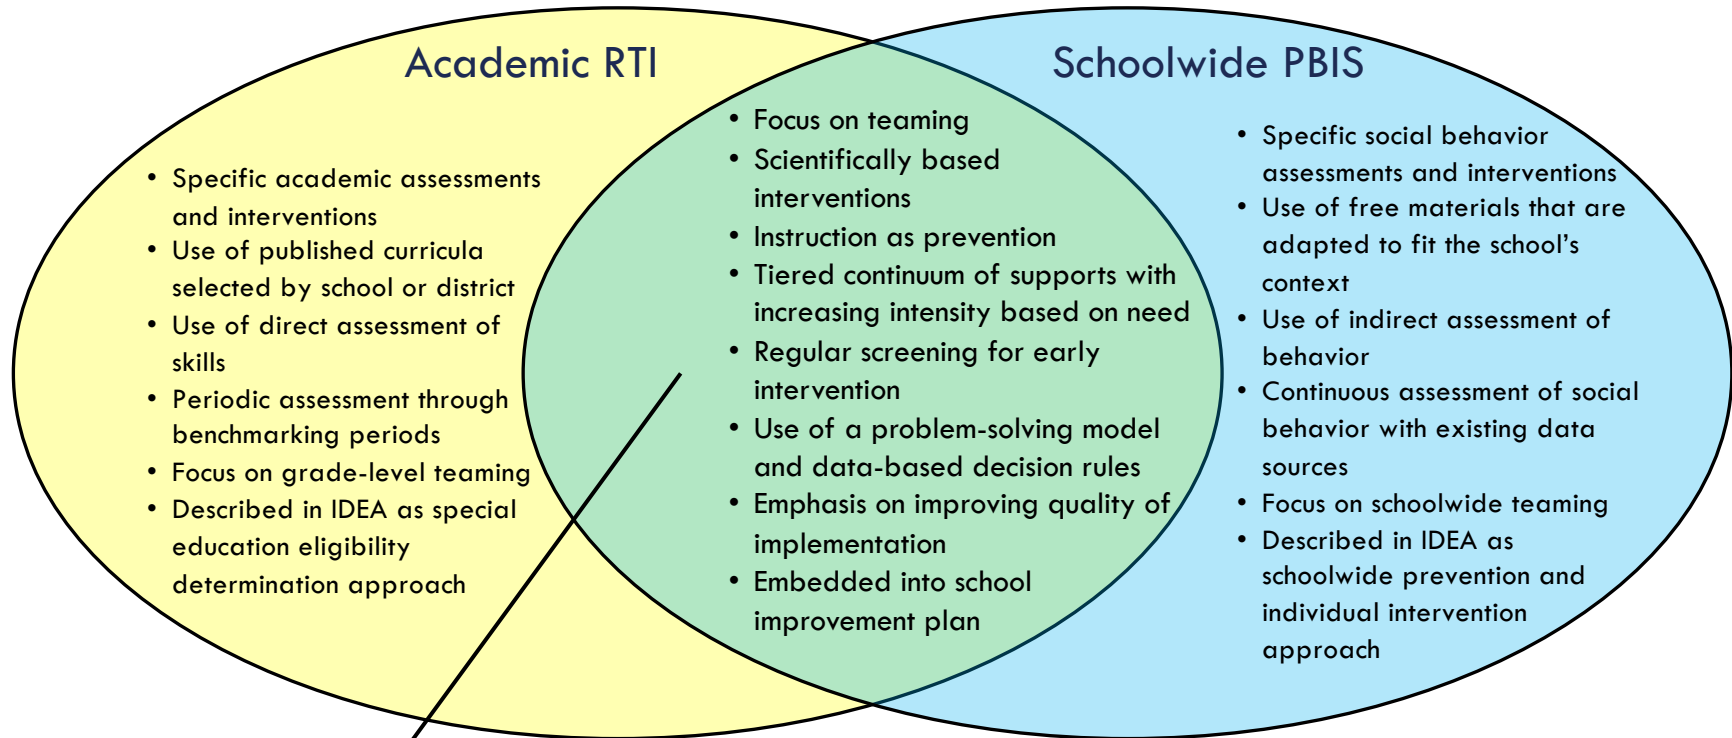 Academic RTI
• Specific academic assessments
and interventions
• Use of published curricula
selected by school or district
• Use of direct assessment of
skills
• Periodic assessment through
benchmarking periods
• Focus on grade-level teaming
• Described in IDEA as special
education eligibility
determination approach
• Focus on teaming
• Scientifically based
interventions
• Instruction as prevention
• Tiered continuum of supports with
increasing intensity based on need
• Regular screening for early
intervention
• Use of a problem-solving model
and data-based decision rules
• Emphasis on improving quality of
implementation
• Embedded into school
improvement plan
Schoolwide PBIS
• Specific social behavior
assessments and interventions
• Use of free materials that are
adapted to fit the school’s
context
• Use of indirect assessment of
behavior
• Continuous assessment of social
behavior with existing data
sources
• Focus on schoolwide teaming
• Described in IDEA as
schoolwide prevention and
individual intervention
approach